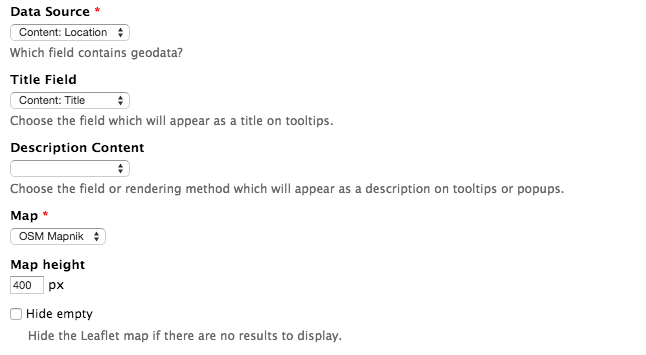 Data Source *
Content: Location
Which field contains geodata?
Title Field
Content: Title
Choose the field which will appear as a title on tooltips.
Description Content
Choose the field or rendering method which will appear as a description on tooltips or popups.
Map *
OSM Mapnik
Map height
400 px
Hide empty
Hide the Leaflet map if there are no results to display.